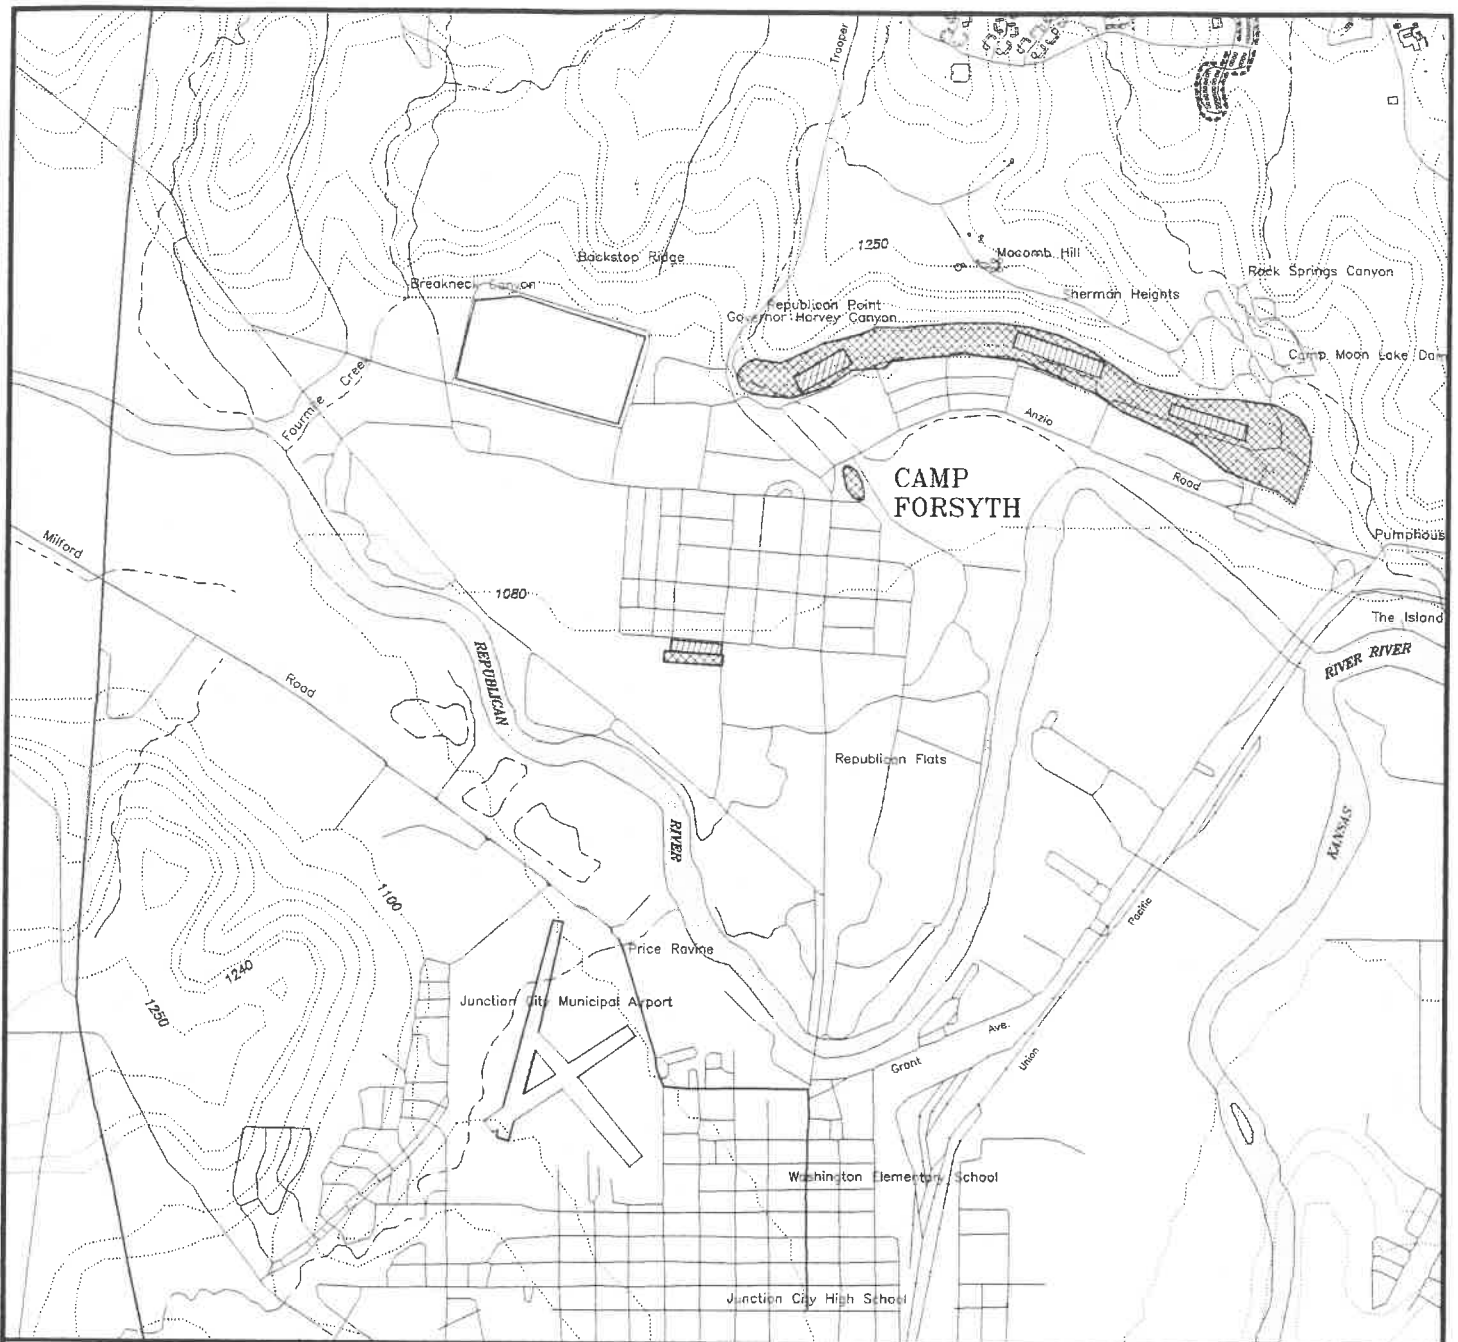 Trooper
1250
Macomb Hill
Backstop Ridge
Rock Springs Canyon
Breakneck Canyon
Sherman Heights
Republican Point
Governor Harvey Canyon
Camp Moon Lake Dam
Fourmile Creek
Anzio
Road
CAMP
FORSYTH
Milford
Pumphous
1080
The Island
REPUBLICAN
RIVER RIVER
Road
Republican Flats
RIVER
KANSAS
1100
Pacific
Price Ravine
1240
Junction City Municipal Airport
1250
Ave.
Grant
Union
Washington Elementary School
Junction City High School